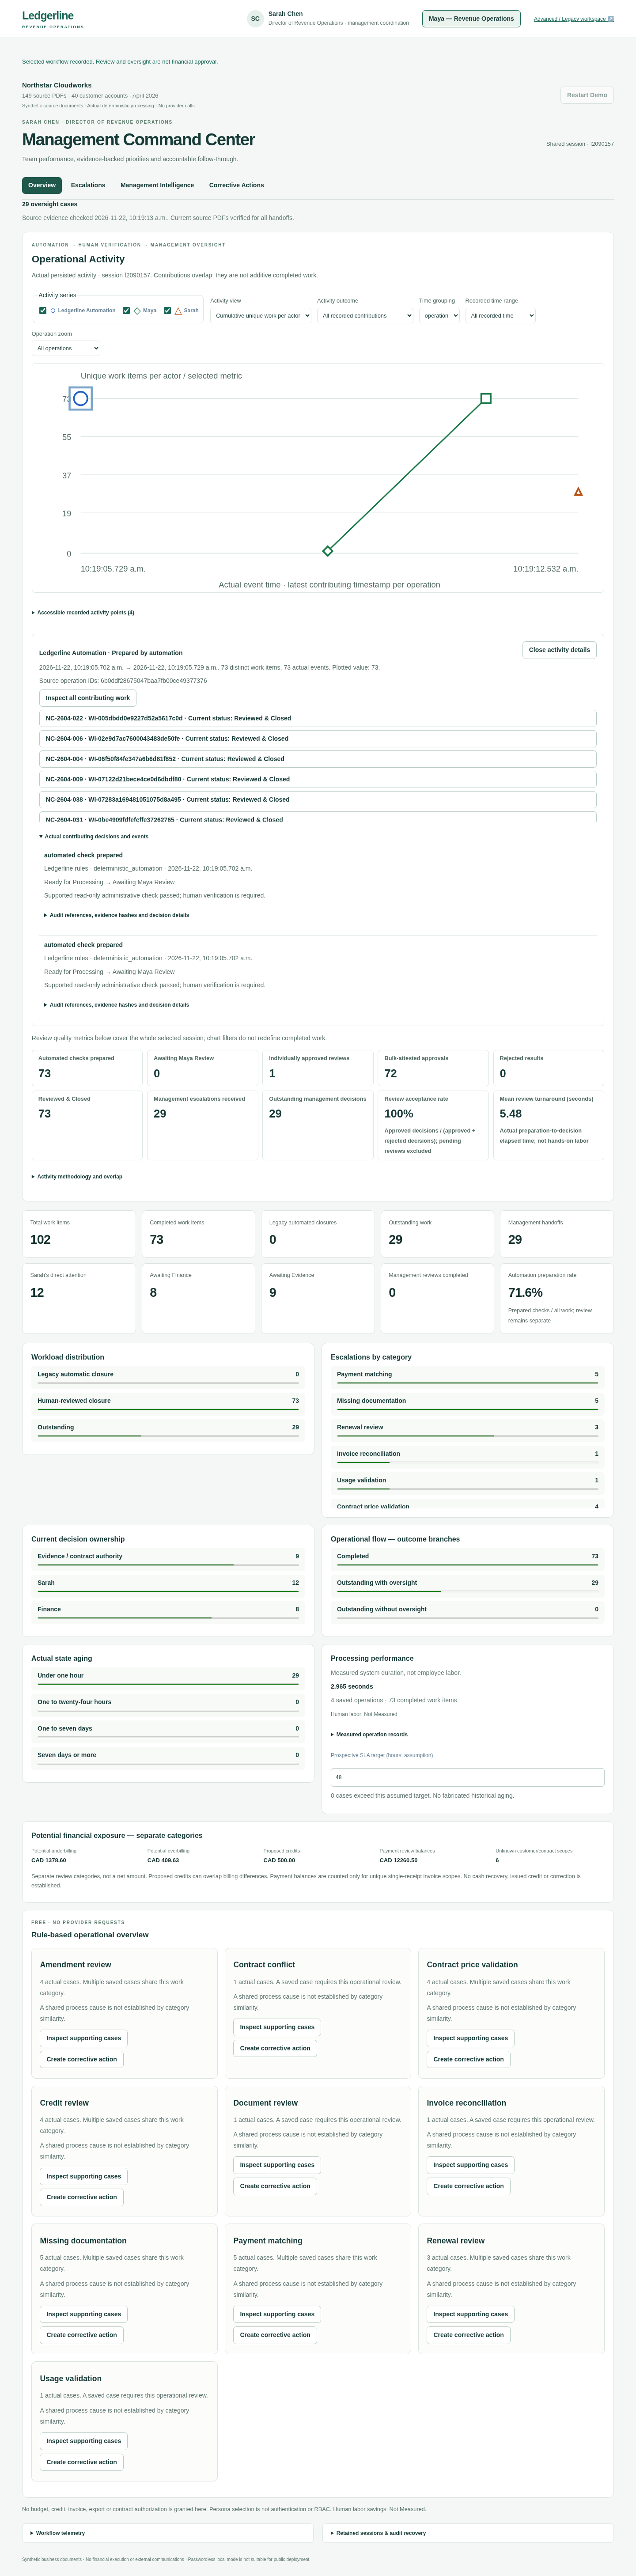 Ledgerline
REVENUE OPERATIONS
SC
Sarah Chen
Director of Revenue Operations · management coordination
Maya — Revenue Operations
Advanced / Legacy workspace
Selected workflow recorded. Review and oversight are not financial approval.
Northstar Cloudworks
149 source PDFs · 40 customer accounts · April 2026
Synthetic source documents · Actual deterministic processing · No provider calls
Restart Demo
SARAH CHEN · DIRECTOR OF REVENUE OPERATIONS
Management Command Center
Shared session · f2090157
Team performance, evidence-backed priorities and accountable follow-through.
Overview
Escalations
Management Intelligence
Corrective Actions
29 oversight cases
Source evidence checked 2026-11-22, 10:19:13 a.m.. Current source PDFs verified for all handoffs.
AUTOMATION → HUMAN VERIFICATION → MANAGEMENT OVERSIGHT
Operational Activity
Actual persisted activity · session f2090157. Contributions overlap; they are not additive completed work.
Activity series
Ledgerline Automation
Maya
Sarah
Activity view
Cumulative unique work per actor
Activity outcome
All recorded contributions
Time grouping
operation
Recorded time range
All recorded time
Operation zoom
All operations
Unique work items per actor / selected metric
73
55
37
19
0
10:19:05.729 a.m.
10:19:12.532 a.m.
Actual event time · latest contributing timestamp per operation
Accessible recorded activity points (4)
Ledgerline Automation · Prepared by automation
Close activity details
2026-11-22, 10:19:05.702 a.m. → 2026-11-22, 10:19:05.729 a.m.. 73 distinct work items, 73 actual events. Plotted value: 73.
Source operation IDs: 6b0ddf28675047baa7fb00ce49377376
Inspect all contributing work
NC-2604-022 · WI-005dbdd0e9227d52a5617c0d · Current status: Reviewed & Closed
NC-2604-006 · WI-02e9d7ac7600043483de50fe · Current status: Reviewed & Closed
NC-2604-004 · WI-06f50f84fe347a6b6d81f852 · Current status: Reviewed & Closed
NC-2604-009 · WI-07122d21bece4ce0d6dbdf80 · Current status: Reviewed & Closed
NC-2604-038 · WI-07283a169481051075d8a495 · Current status: Reviewed & Closed
NC-2604-031 · WI-0be4909fdfefcffe37262765 · Current status: Reviewed & Closed
Actual contributing decisions and events
automated check prepared
Ledgerline rules · deterministic_automation · 2026-11-22, 10:19:05.702 a.m.
Ready for Processing → Awaiting Maya Review
Supported read-only administrative check passed; human verification is required.
Audit references, evidence hashes and decision details
automated check prepared
Ledgerline rules · deterministic_automation · 2026-11-22, 10:19:05.702 a.m.
Ready for Processing → Awaiting Maya Review
Supported read-only administrative check passed; human verification is required.
Audit references, evidence hashes and decision details
Review quality metrics below cover the whole selected session; chart filters do not redefine completed work.
Automated checks prepared
73
Awaiting Maya Review
0
Individually approved reviews
1
Bulk-attested approvals
72
Rejected results
0
Reviewed & Closed
73
Management escalations received
29
Outstanding management decisions
29
Review acceptance rate
100%
Approved decisions / (approved + rejected decisions); pending reviews excluded
Mean review turnaround (seconds)
5.48
Actual preparation-to-decision elapsed time; not hands-on labor
Activity methodology and overlap
Total work items
102
Completed work items
73
Legacy automated closures
0
Outstanding work
29
Management handoffs
29
Sarah's direct attention
12
Awaiting Finance
8
Awaiting Evidence
9
Management reviews completed
0
Automation preparation rate
71.6%
Prepared checks / all work; review remains separate
Workload distribution
Legacy automatic closure 0
Human-reviewed closure 73
Outstanding 29
Escalations by category
Payment matching 5
Missing documentation 5
Renewal review 3
Invoice reconciliation 1
Usage validation 1
Contract price validation 4
Current decision ownership
Evidence / contract authority 9
Sarah 12
Finance 8
Operational flow — outcome branches
Completed 73
Outstanding with oversight 29
Outstanding without oversight 0
Actual state aging
Under one hour 29
One to twenty-four hours 0
One to seven days 0
Seven days or more 0
Processing performance
Measured system duration, not employee labor.
2.965 seconds
4 saved operations · 73 completed work items
Human labor: Not Measured
Measured operation records
Prospective SLA target (hours; assumption)
48
0 cases exceed this assumed target. No fabricated historical aging.
Potential financial exposure — separate categories
Potential underbilling
CAD 1378.60
Potential overbilling
CAD 409.63
Proposed credits
CAD 500.00
Payment review balances
CAD 12260.50
Unknown customer/contract scopes
6
Separate review categories, not a net amount. Proposed credits can overlap billing differences. Payment balances are counted only for unique single-receipt invoice scopes. No cash recovery, issued credit or correction is
established.
FREE · NO PROVIDER REQUESTS
Rule-based operational overview
Amendment review
4 actual cases. Multiple saved cases share this work
category.
A shared process cause is not established by category
similarity.
Inspect supporting cases
Create corrective action
Contract conflict
1 actual cases. A saved case requires this operational review.
A shared process cause is not established by category
similarity.
Inspect supporting cases
Create corrective action
Contract price validation
4 actual cases. Multiple saved cases share this work
category.
A shared process cause is not established by category
similarity.
Inspect supporting cases
Create corrective action
Credit review
4 actual cases. Multiple saved cases share this work
category.
A shared process cause is not established by category
similarity.
Inspect supporting cases
Create corrective action
Document review
1 actual cases. A saved case requires this operational review.
A shared process cause is not established by category
similarity.
Inspect supporting cases
Create corrective action
Invoice reconciliation
1 actual cases. A saved case requires this operational review.
A shared process cause is not established by category
similarity.
Inspect supporting cases
Create corrective action
Missing documentation
5 actual cases. Multiple saved cases share this work
category.
A shared process cause is not established by category
similarity.
Inspect supporting cases
Create corrective action
Payment matching
5 actual cases. Multiple saved cases share this work
category.
A shared process cause is not established by category
similarity.
Inspect supporting cases
Create corrective action
Renewal review
3 actual cases. Multiple saved cases share this work
category.
A shared process cause is not established by category
similarity.
Inspect supporting cases
Create corrective action
Usage validation
1 actual cases. A saved case requires this operational review.
A shared process cause is not established by category
similarity.
Inspect supporting cases
Create corrective action
No budget, credit, invoice, export or contract authorization is granted here. Persona selection is not authentication or RBAC. Human labor savings: Not Measured.
Workflow telemetry
Retained sessions & audit recovery
Synthetic business documents · No financial execution or external communications · Passwordless local mode is not suitable for public deployment.